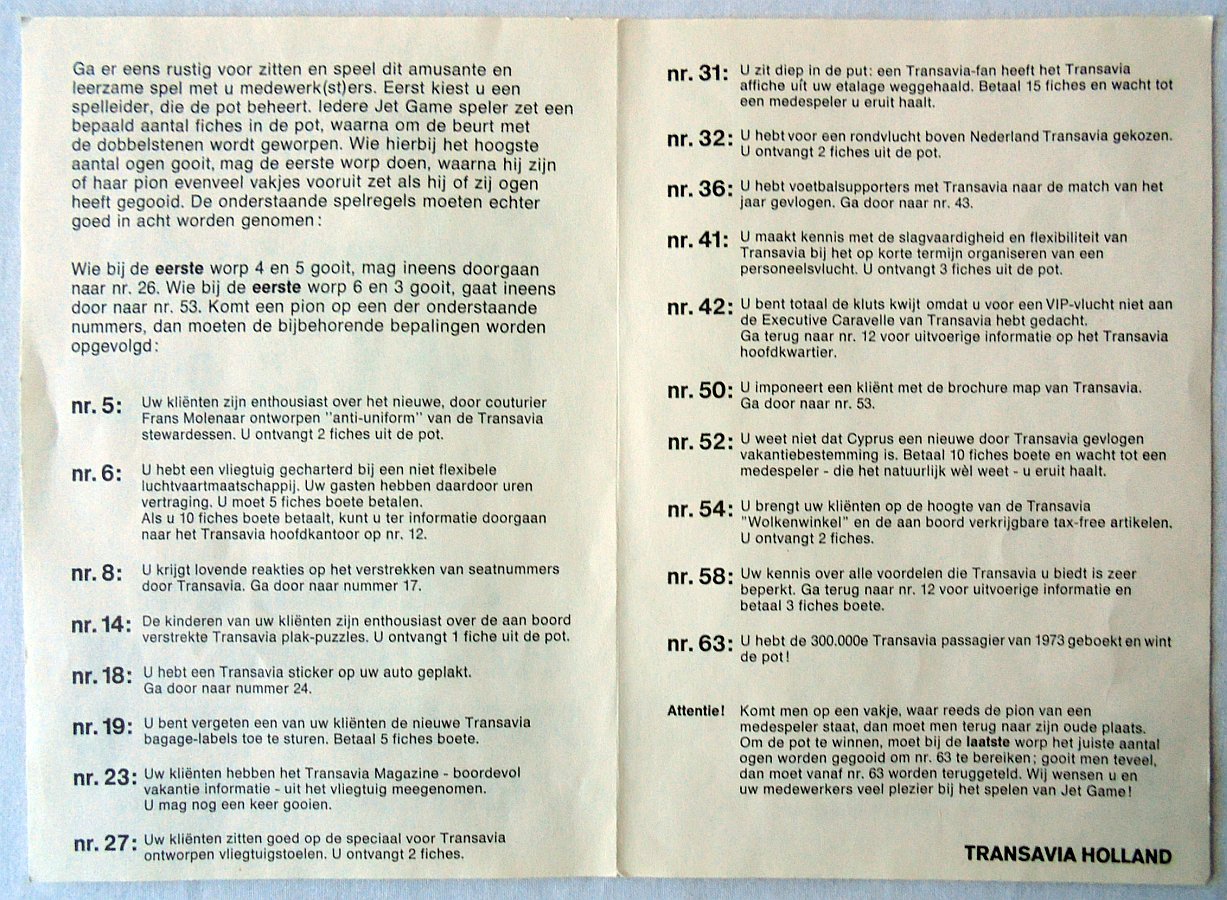 Ga er eens rustig voor zitten en speel dit amusante en
leerzame spel met u medewerk(st)ers. Eerst kiest u een
spelleider, die de pot beheert. Iedere Jet Game speler zet een
bepaald aantal fiches in de pot, waarna om de beurt met
de dobbelstenen wordt geworpen. Wie hierbij het hoogste
aantal ogen gooit, mag de eerste worp doen, waarna hij zijn
of haar pion evenveel vakjes vooruit zet als hij of zij ogen
heeft gegooid. De onderstaande spelregels moeten echter
goed in acht worden genomen:
Wie bij de eerste worp 4 en 5 gooit, mag ineens doorgaan
naar nr. 26. Wie bij de eerste worp 6 en 3 gooit, gaat ineens
door naar nr. 53. Komt een pion op een der onderstaande
nummers, dan moeten de bijbehorende bepalingen worden
opgevolgd:
nr. 5: Uw kliënten zijn enthousiast over het nieuwe, door couturier
Frans Molenaar ontworpen "anti-uniform" van de Transavia
stewardessen. U ontvangt 2 fiches uit de pot.
nr. 6: U hebt een vliegtuig gecharterd bij een niet flexibele
luchtvaartmaatschappij. Uw gasten hebben daardoor uren
vertraging. U moet 5 fiches boete betalen.
Als u 10 fiches boete betaalt, kunt u ter informatie doorgaan
naar het Transavia hoofdkantoor op nr. 12.
nr. 8: U krijgt lovende reakties op het verstrekken van seatnummers
door Transavia. Ga door naar nummer 17.
nr. 14: De kinderen van uw kliënten zijn enthousiast over de aan boord
verstrekte Transavia plak-puzzles. U ontvangt 1 fiche uit de pot.
nr. 18: U hebt een Transavia sticker op uw auto geplakt.
Ga door naar nummer 24.
nr. 19: U bent vergeten een van uw kliënten de nieuwe Transavia
bagage-labels toe te sturen. Betaal 5 fiches boete.
nr. 23: Uw kliënten hebben het Transavia Magazine - boordevol
vakantie informatie - uit het vliegtuig meegenomen.
U mag nog een keer gooien.
nr. 27: Uw kliënten zitten goed op de speciaal voor Transavia
ontworpen vliegtuigstoelen. U ontvangt 2 fiches.
nr. 31: U zit diep in de put: een Transavia-fan heeft het Transavia
affiche uit uw etalage weggehaald. Betaal 15 fiches en wacht tot
een medespeler u eruit haalt.
nr. 32: U hebt voor een rondvlucht boven Nederland Transavia gekozen.
U ontvangt 2 fiches uit de pot.
nr. 36: U hebt voetbalsupporters met Transavia naar de match van het
jaar gevlogen. Ga door naar nr. 43.
nr. 41: U maakt kennis met de slagvaardigheid en flexibiliteit van
Transavia bij het op korte termijn organiseren van een
personeelsvlucht. U ontvangt 3 fiches uit de pot.
nr. 42: U bent totaal de kluts kwijt omdat u voor een VIP-vlucht niet aan
de Executive Caravelle van Transavia hebt gedacht.
Ga terug naar nr. 12 voor uitvoerige informatie op het Transavia
hoofdkwartier.
nr. 50: U imponeert een kliënt met de brochure map van Transavia.
Ga door naar nr. 53.
nr. 52: U weet niet dat Cyprus een nieuwe door Transavia gevlogen
vakantiebestemming is. Betaal 10 fiches boete en wacht tot een
medespeler - die het natuurlijk wèl weet - u eruit haalt.
nr. 54: U brengt uw kliënten op de hoogte van de Transavia
"Wolkenwinkel" en de aan boord verkrijgbare tax-free artikelen.
U ontvangt 2 fiches.
nr. 58: Uw kennis over alle voordelen die Transavia u biedt is zeer
beperkt. Ga terug naar nr. 12 voor uitvoerige informatie en
betaal 3 fiches boete.
nr. 63: U hebt de 300.000e Transavia passagier van 1973 geboekt en wint
de pot!
Attentie! Komt men op een vakje, waar reeds de pion van een
medespeler staat, dan moet men terug naar zijn oude plaats.
Om de pot te winnen, moet bij de laatste worp het juiste aantal
ogen worden gegooid om nr. 63 te bereiken; gooit men teveel,
dan moet vanaf nr. 63 worden teruggeteld. Wij wensen u en
uw medewerkers veel plezier bij het spelen van Jet Game!
TRANSAVIA HOLLAND